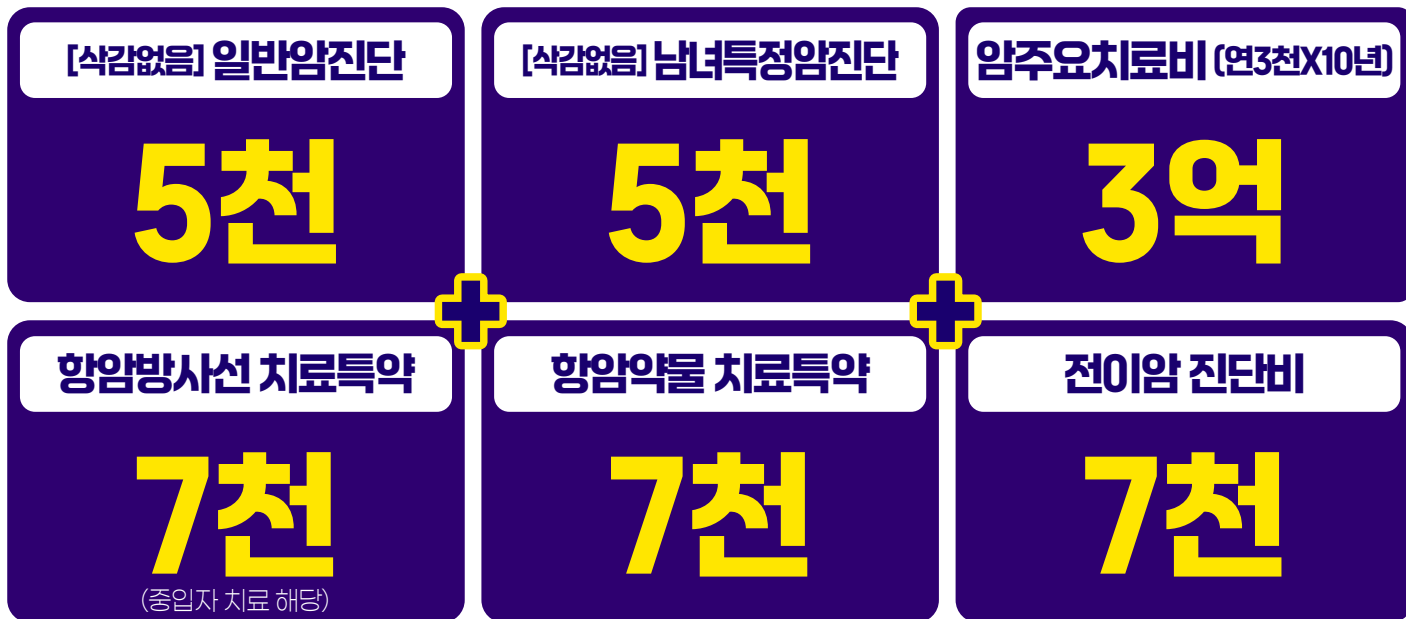 [삭감없음] 일반암진단
5천
[삭감없음] 남녀특정암진단
5천
암주요치료비 (연3천X10년)
3억
항암방사선 치료특약
7천
(중입자 치료 해당)
항암약물 치료특약
7천
전이암 진단비
7천